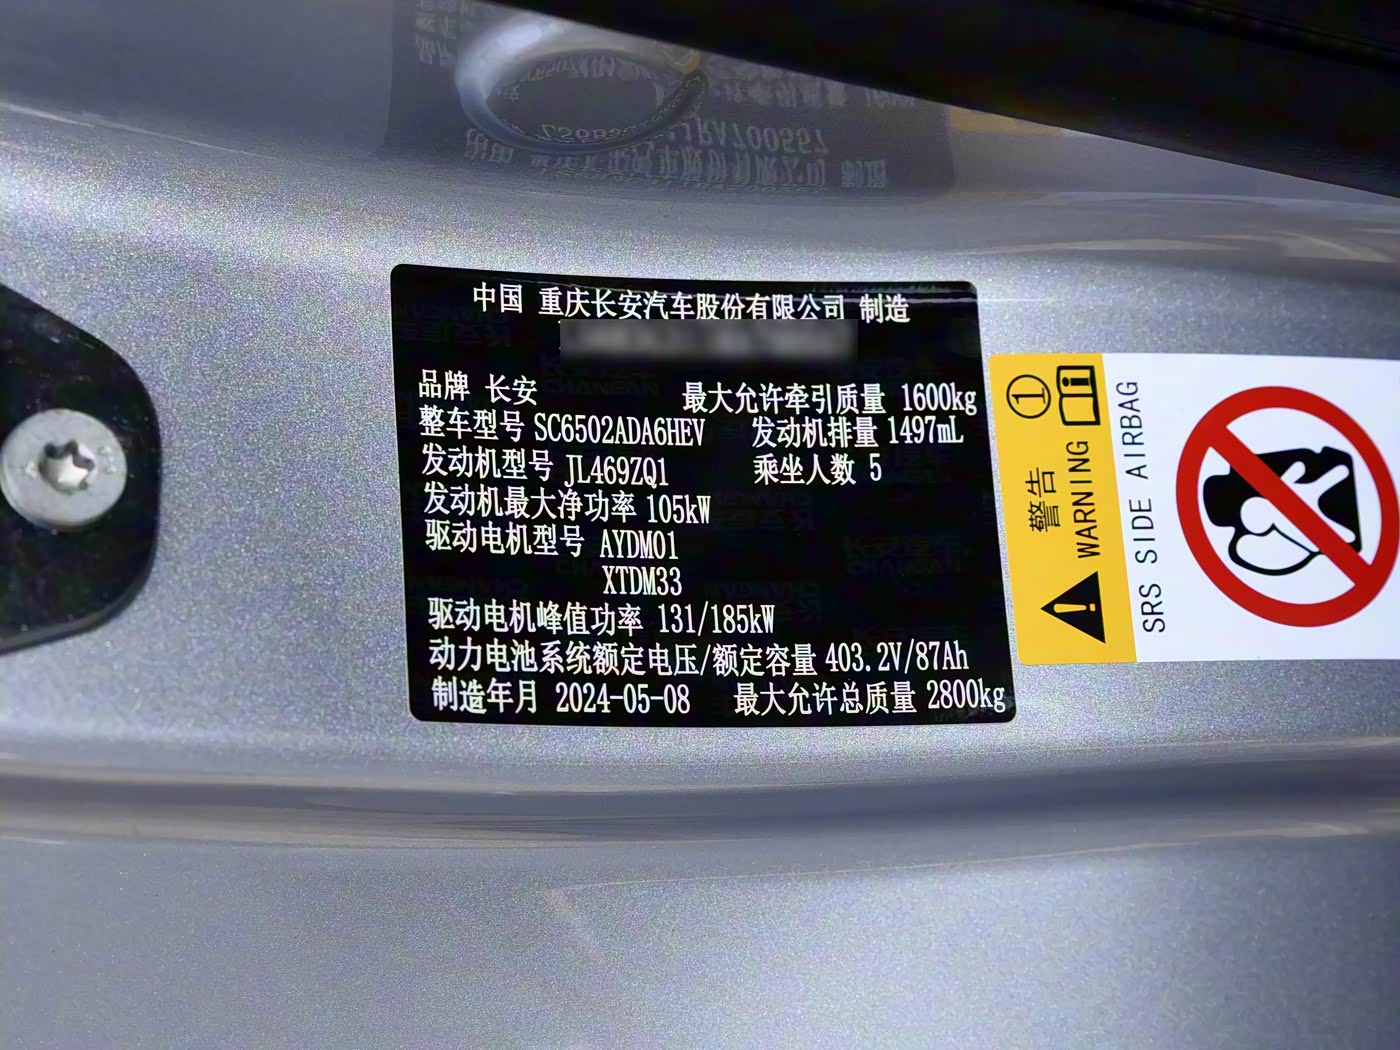 中国 重庆长安汽车股份有限公司 制造
品牌 长安 最大允许牵引质量 1600kg
整车型号 SC6502ADA6HEV 发动机排量 1497mL
发动机型号 JL469ZQ1 乘坐人数 5
发动机最大净功率 105kW
驱动电机型号 AYDM01
XTDM33
驱动电机峰值功率 131/185kW
动力电池系统额定电压/额定容量 403.2V/87Ah
制造年月 2024-05-08 最大允许总质量 2800kg
①
警告
WARNING
SRS SIDE AIRBAG